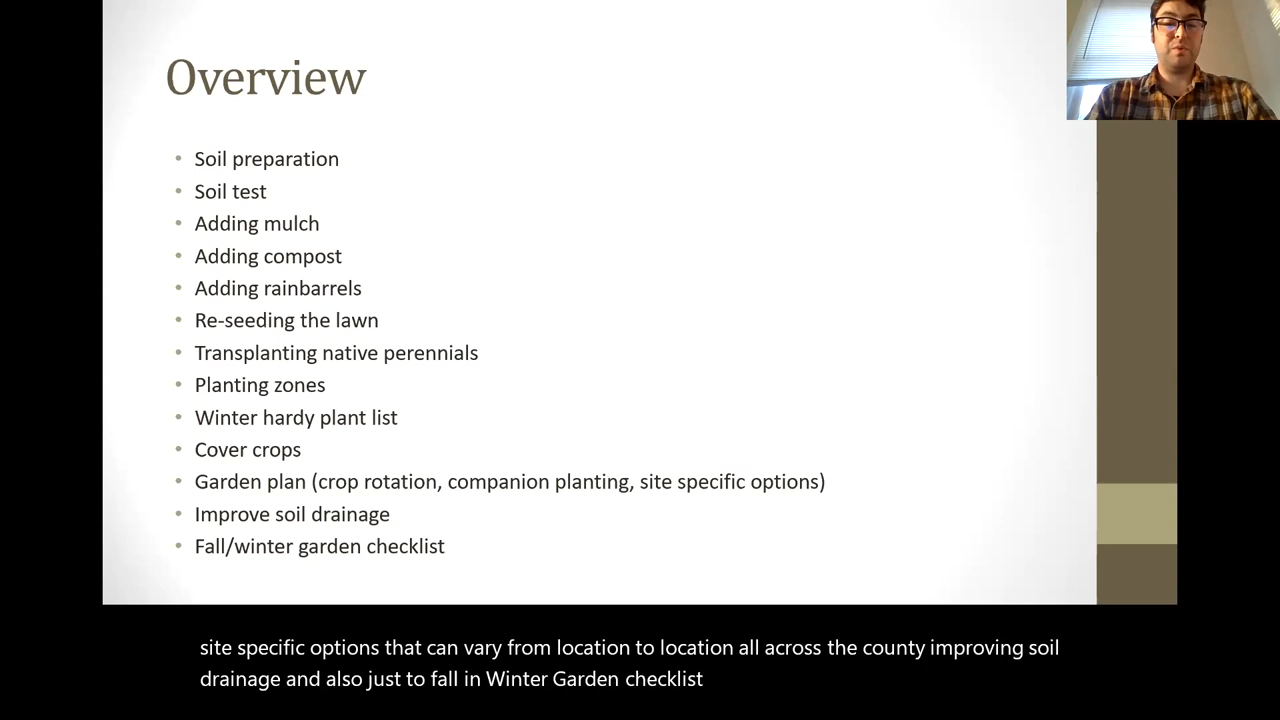 Overview
• Soil preparation
• Soil test
• Adding mulch
• Adding compost
• Adding rainbarrels
• Re-seeding the lawn
• Transplanting native perennials
• Planting zones
• Winter hardy plant list
• Cover crops
• Garden plan (crop rotation, companion planting, site specific options)
• Improve soil drainage
• Fall/winter garden checklist
site specific options that can vary from location to location all across the county improving soil
drainage and also just to fall in Winter Garden checklist